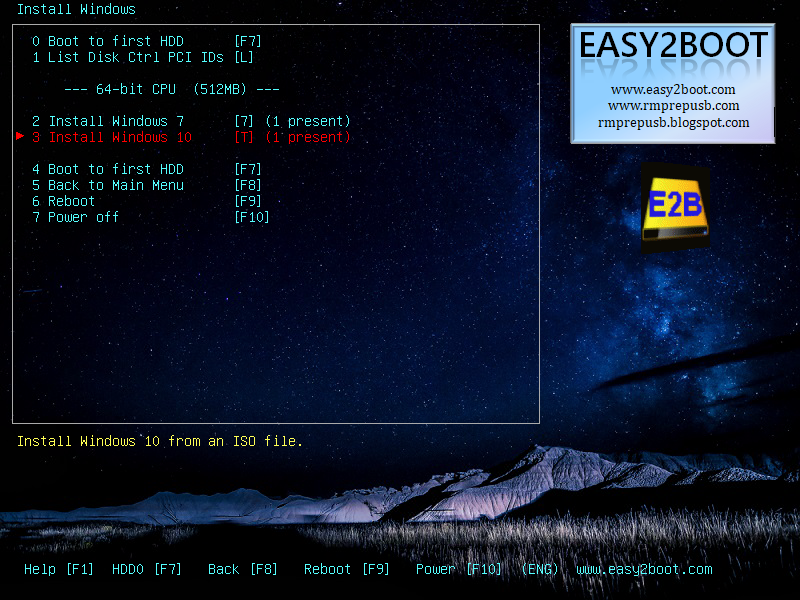 Install Windows
0 Boot to first HDD [F7]
1 List Disk Ctrl PCI IDs [L]
--- 64-bit CPU (512MB) ---
2 Install Windows 7 [7] (1 present)
3 Install Windows 10 [T] (1 present)
4 Boot to first HDD [F7]
5 Back to Main Menu [F8]
6 Reboot [F9]
7 Power off [F10]
EASY2BOOT
www.easy2boot.com
www.rmprepusb.com
rmprepusb.blogspot.com
E2B
Install Windows 10 from an ISO file.
Help [F1] HDD0 [F7] Back [F8] Reboot [F9] Power [F10] (ENG) www.easy2boot.com